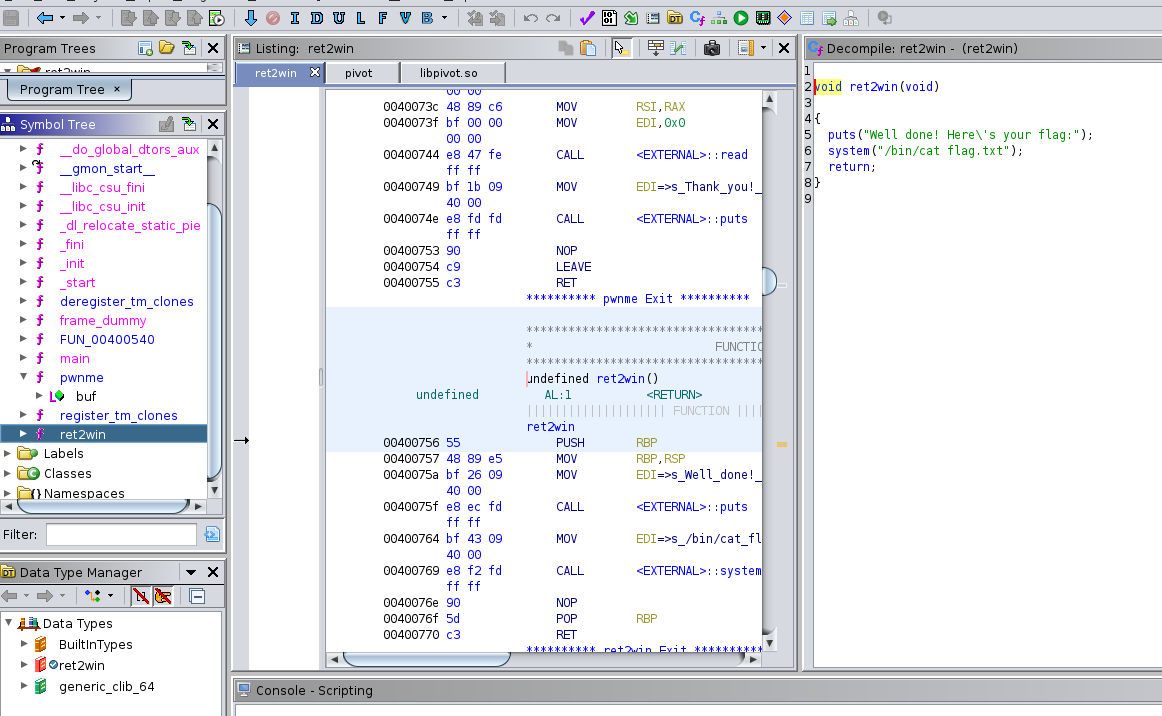 I D U L F V B
Program Trees
ret2win
Program Tree ×
Symbol Tree
f __do_global_dtors_aux
f __gmon_start__
f __libc_csu_fini
f __libc_csu_init
f _dl_relocate_static_pie
f _fini
f _init
f _start
f deregister_tm_clones
f frame_dummy
f FUN_00400540
f main
f pwnme
buf
f register_tm_clones
f ret2win
Labels
Classes
Namespaces
Filter:
Data Type Manager
Data Types
BuiltInTypes
ret2win
generic_clib_64
Listing: ret2win
ret2win pivot libpivot.so
00 00
0040073c 48 89 c6 MOV RSI,RAX
0040073f bf 00 00 MOV EDI,0x0
00 00
00400744 e8 47 fe CALL <EXTERNAL>::read
ff ff
00400749 bf 1b 09 MOV EDI=>s_Thank_you!_
40 00
0040074e e8 fd fd CALL <EXTERNAL>::puts
ff ff
00400753 90 NOP
00400754 c9 LEAVE
00400755 c3 RET
********** pwnme Exit **********
******************************
* FUNCTIO
******************************
undefined ret2win()
undefined AL:1 <RETURN>
|||||||||||||||||||| FUNCTION ||||
ret2win
00400756 55 PUSH RBP
00400757 48 89 e5 MOV RBP,RSP
0040075a bf 26 09 MOV EDI=>s_Well_done!_
40 00
0040075f e8 ec fd CALL <EXTERNAL>::puts
ff ff
00400764 bf 43 09 MOV EDI=>s_/bin/cat_fl
40 00
00400769 e8 f2 fd CALL <EXTERNAL>::system
ff ff
0040076e 90 NOP
0040076f 5d POP RBP
00400770 c3 RET
********** ret2win Exit **********
Decompile: ret2win - (ret2win)
1
2 void ret2win(void)
3
4 {
5 puts("Well done! Here\'s your flag:");
6 system("/bin/cat flag.txt");
7 return;
8 }
9
Console - Scripting